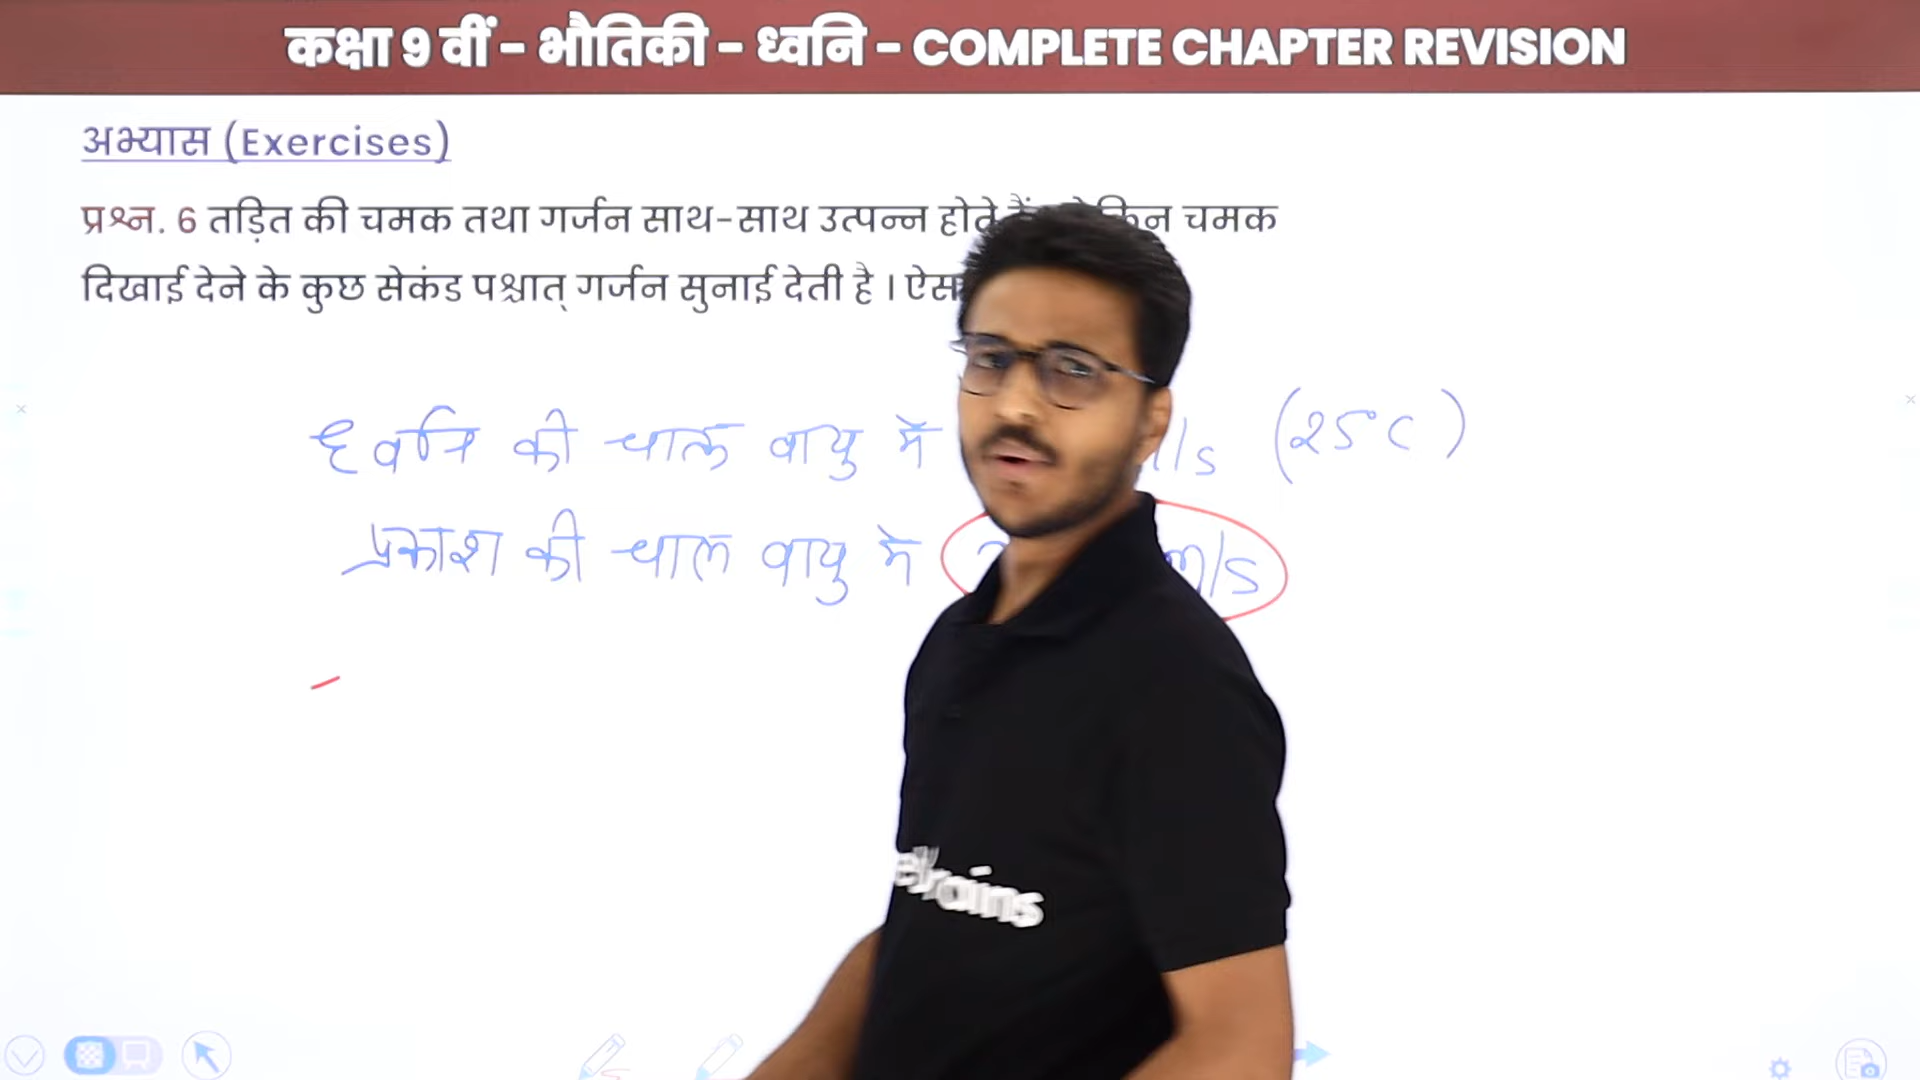 कक्षा 9 वीं - भौतिकी - ध्वनि - COMPLETE CHAPTER REVISION
अभ्यास (Exercises)
प्रश्न. 6 तड़ित की चमक तथा गर्जन साथ-साथ उत्पन्न होते चमक
दिखाई देने के कुछ सेकंड पश्चात् गर्जन सुनाई देती है ।
ध्वनि की चाल वायु में /s (25°C)
प्रकाश की चाल वायु में m/s